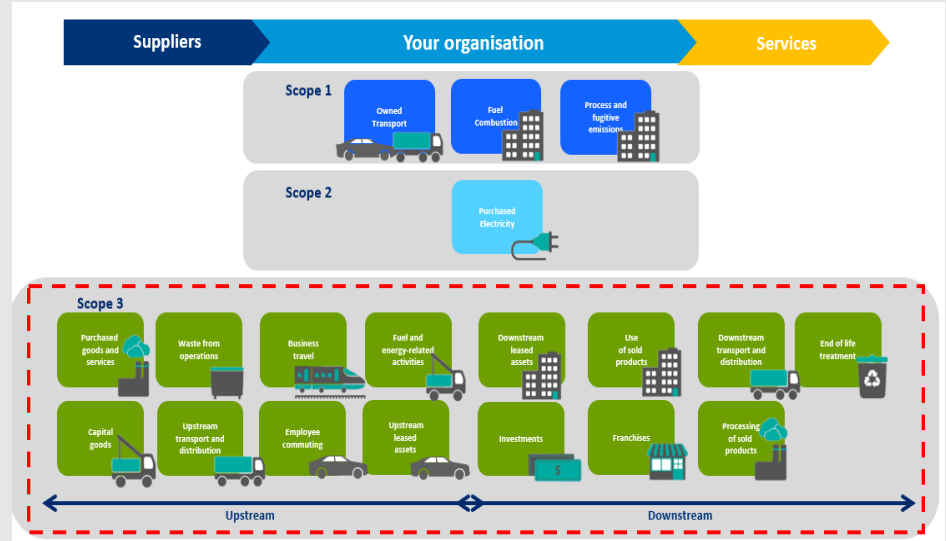 Suppliers
Your organisation
Services
Scope 1
Owned
Transport
Fuel
Combustion
Process and
fugitive
emissions
Scope 2
Purchased
Electricity
Scope 3
Purchased
goods and
services
Waste from
operations
Business
travel
Fuel and
energy-related
activities
Downstream
leased
assets
Use
of sold
products
Downstream
transport and
distribution
End of life
treatment
Capital
goods
Upstream
transport and
distribution
Employee
commuting
Upstream
leased
assets
Investments
$
Franchises
Processing
of sold
products
Upstream
Downstream